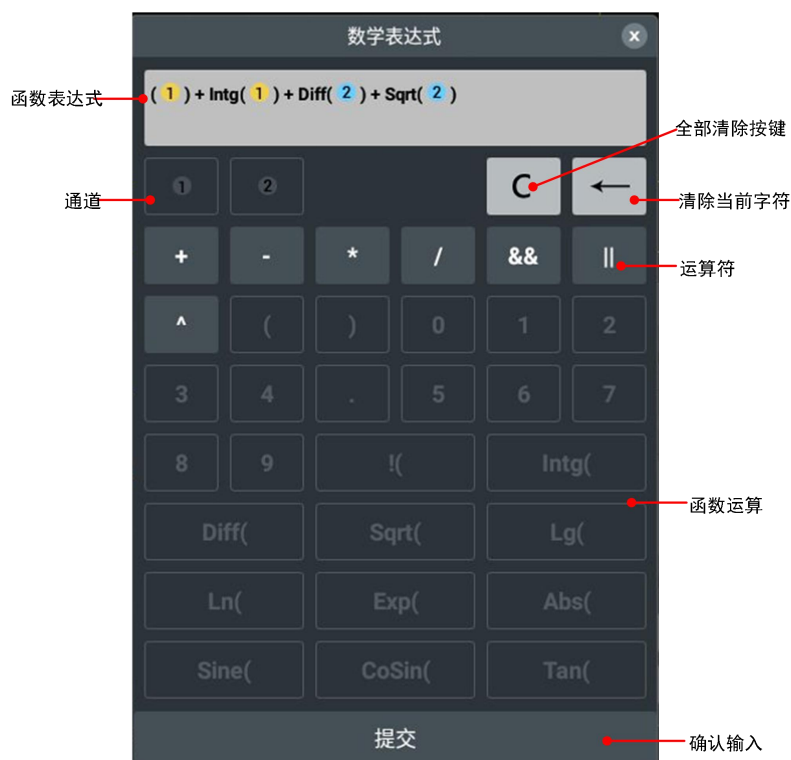 数学表达式
函数表达式
( 1 ) + Intg( 1 ) + Diff( 2 ) + Sqrt( 2 )
全部清除按键
通道
1 2 C ←
清除当前字符
+ - * / && ||
运算符
^ ( ) 0 1 2
3 4 . 5 6 7
8 9 !( Intg(
函数运算
Diff( Sqrt( Lg(
Ln( Exp( Abs(
Sine( CoSin( Tan(
提交
确认输入